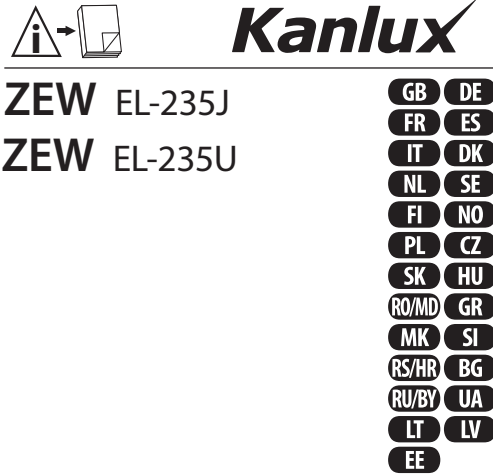 Kanlux
ZEW EL-235J
ZEW EL-235U
GB DE
FR ES
IT DK
NL SE
FI NO
PL CZ
SK HU
RO/MD GR
MK SI
RS/HR BG
RU/BY UA
LT LV
EE